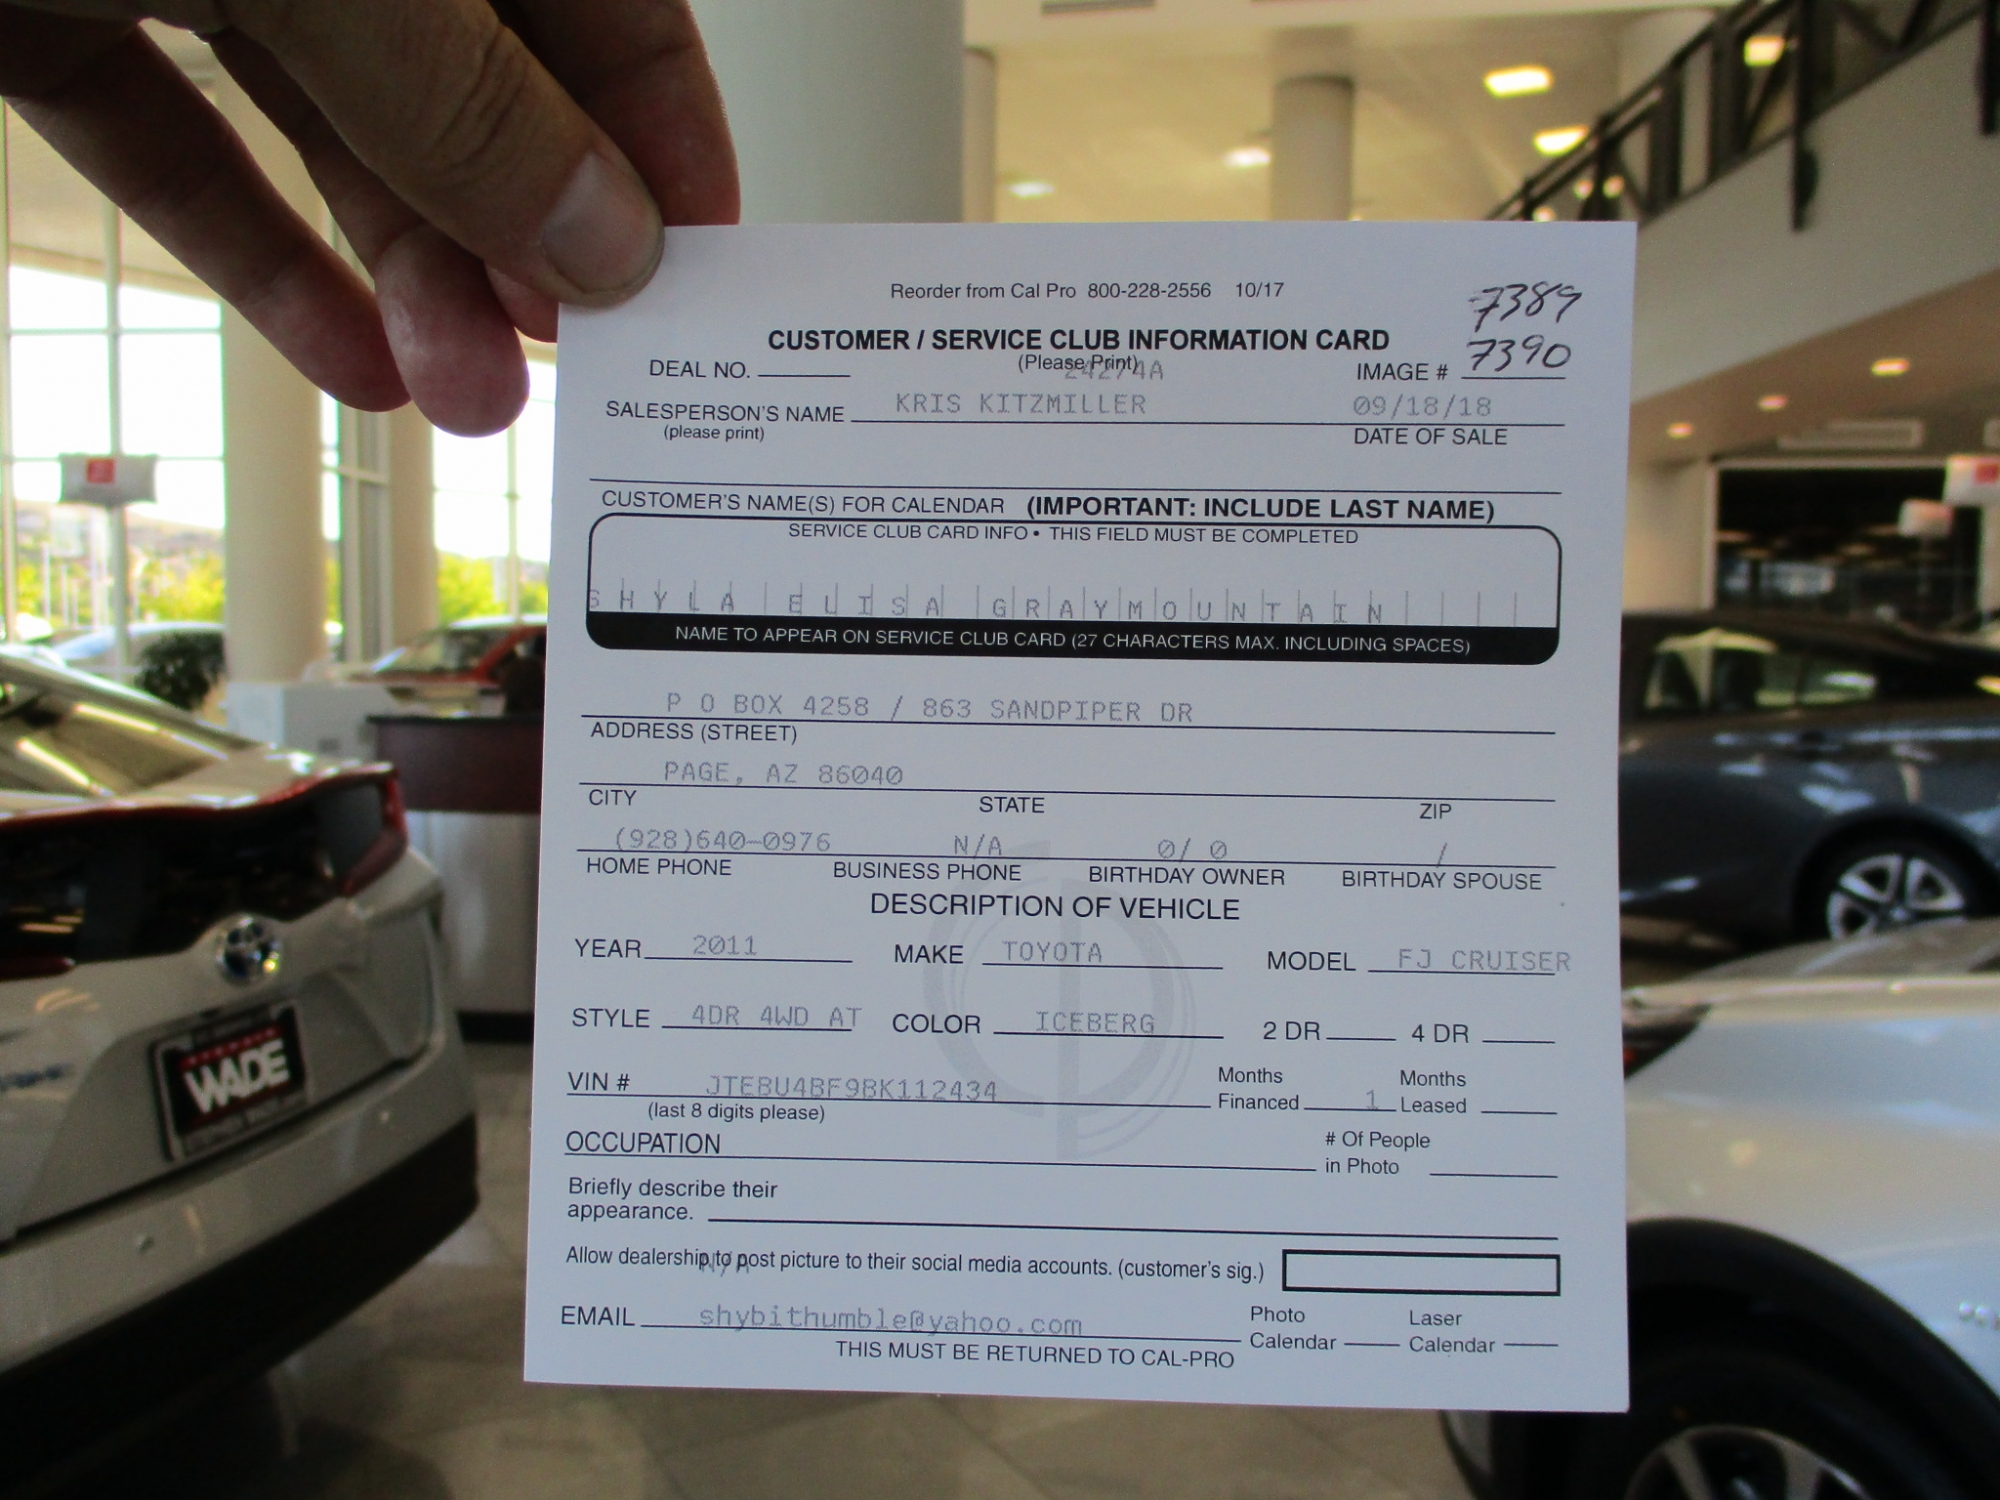 Reorder from Cal Pro 800-228-2556 10/17
7389
CUSTOMER / SERVICE CLUB INFORMATION CARD
(Please Print)
24274A
DEAL NO.
IMAGE # 7390
SALESPERSON'S NAME KRIS KITZMILLER 09/18/18
(please print) DATE OF SALE
CUSTOMER'S NAME(S) FOR CALENDAR (IMPORTANT: INCLUDE LAST NAME)
SERVICE CLUB CARD INFO • THIS FIELD MUST BE COMPLETED
SHYLA ELISA GRAYMOUNTAIN
NAME TO APPEAR ON SERVICE CLUB CARD (27 CHARACTERS MAX. INCLUDING SPACES)
P O BOX 4258 / 863 SANDPIPER DR
ADDRESS (STREET)
PAGE, AZ 86040
CITY STATE ZIP
(928)640-0976 N/A 0/ 0 /
HOME PHONE BUSINESS PHONE BIRTHDAY OWNER BIRTHDAY SPOUSE
DESCRIPTION OF VEHICLE
YEAR 2011 MAKE TOYOTA MODEL FJ CRUISER
STYLE 4DR 4WD AT COLOR ICEBERG 2 DR 4 DR
VIN # JTEBU4BF9BK112434 Months Financed 1 Months Leased
(last 8 digits please)
OCCUPATION # Of People in Photo
Briefly describe their
appearance.
Allow dealership to post picture to their social media accounts. (customer's sig.)
N/A
EMAIL shybithumble@yahoo.com Photo Calendar Laser Calendar
THIS MUST BE RETURNED TO CAL-PRO
WADE